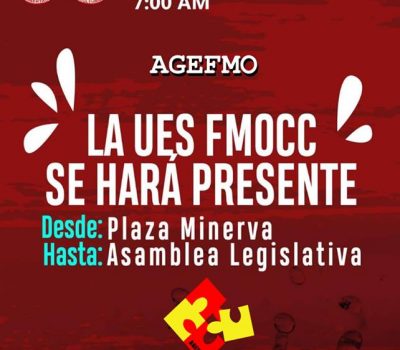 7:00 AM
AGEFMO
LA UES FMOCC
SE HARÁ PRESENTE
Desde: Plaza Minerva
Hasta: Asamblea Legislativa